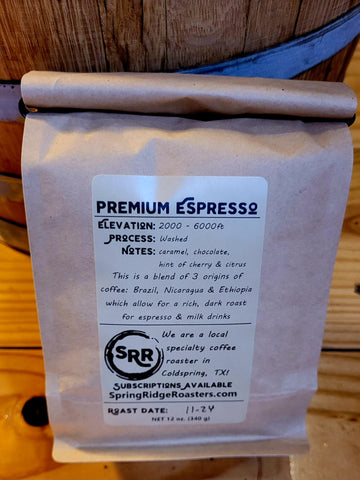 PREMIUM ESPRESSO
ELEVATION: 2000 - 6000ft
PROCESS: Washed
NOTES: caramel, chocolate,
hint of cherry & citrus
This is a blend of 3 origins of
coffee: Brazil, Nicaragua & Ethiopia
which allow for a rich, dark roast
for espresso & milk drinks
SRR
We are a local
specialty coffee
roaster in
Coldspring, TX!
SUBSCRIPTIONS AVAILABLE
SpringRidgeRoasters.com
ROAST DATE: 11-24
NET 12 oz. (340 g)